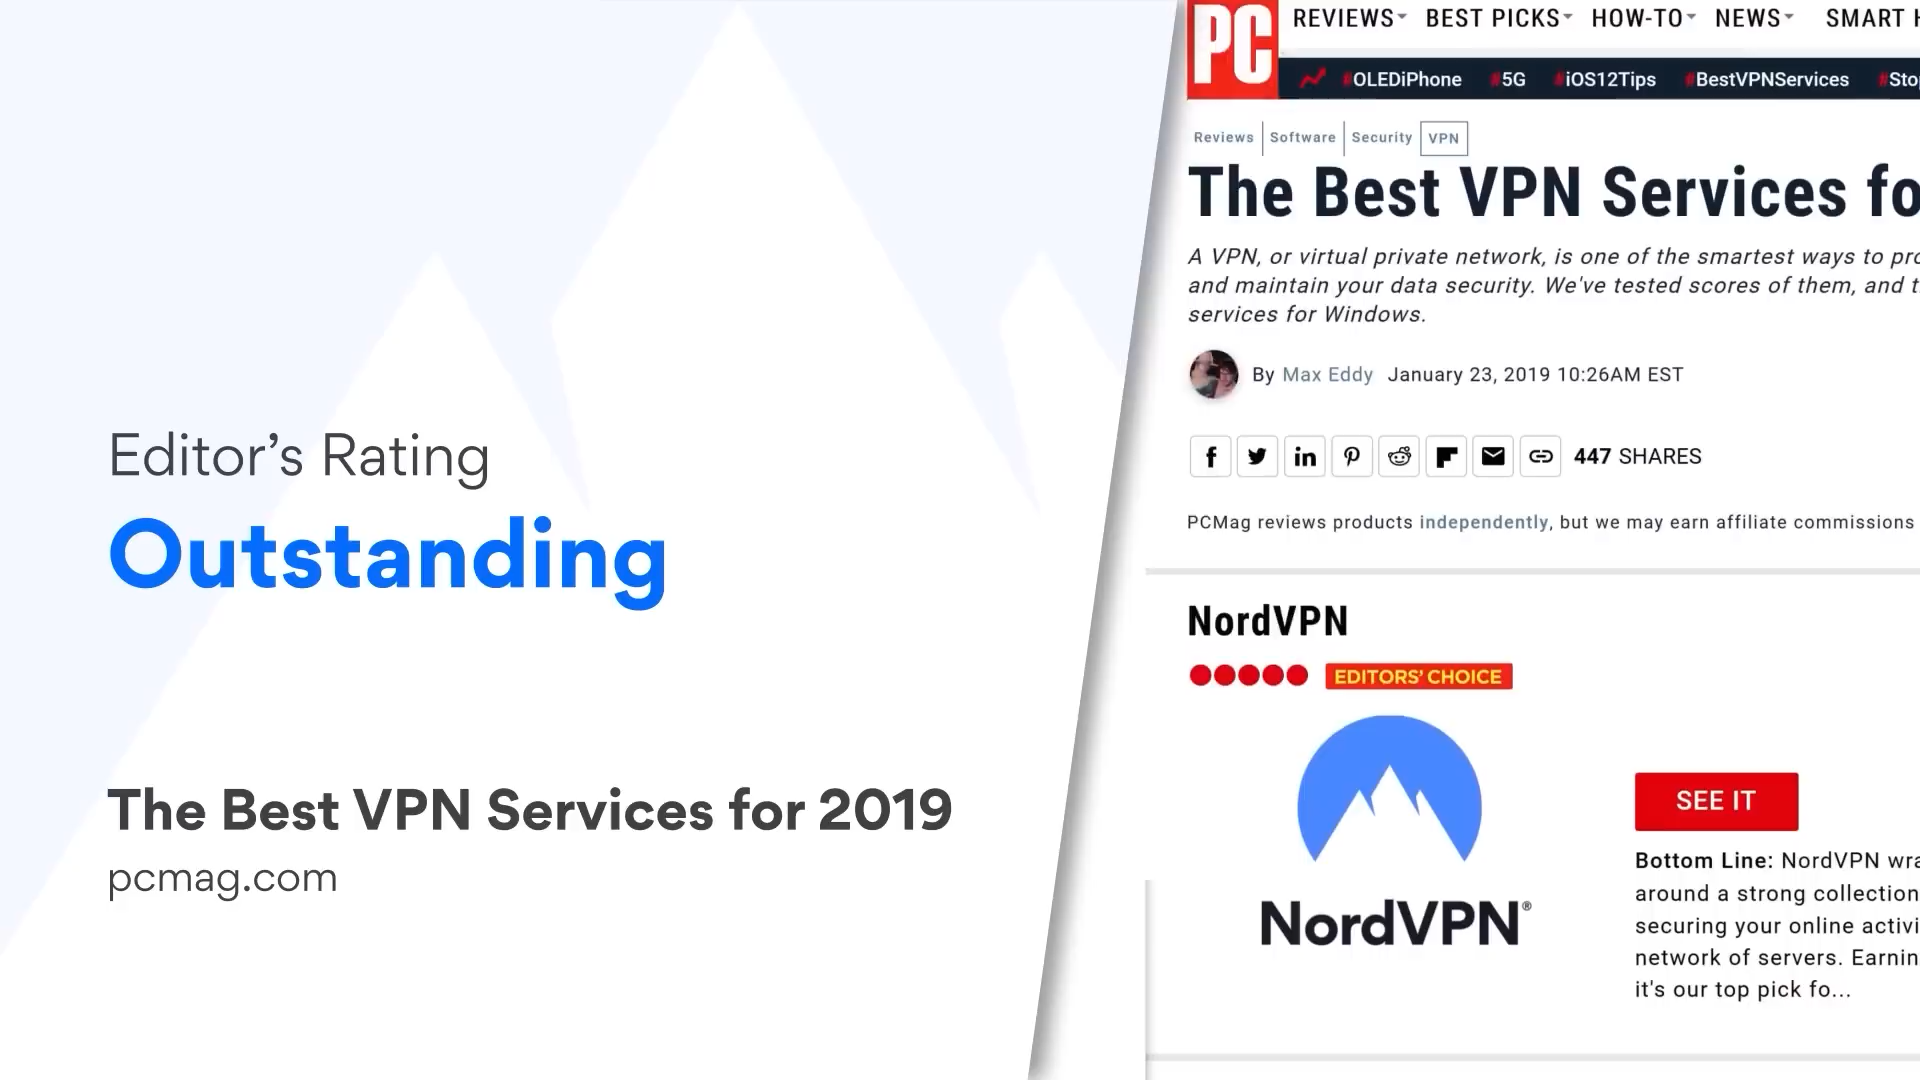 Editor’s Rating
Outstanding
The Best VPN Services for 2019
pcmag.com
PC
REVIEWS BEST PICKS HOW-TO NEWS SMART
#OLEDiPhone #5G #iOS12Tips #BestVPNServices
Reviews Software Security VPN
The Best VPN Services
A VPN, or virtual private network, is one of the smartest ways to
and maintain your data security. We've tested scores of them, and
services for Windows.
By Max Eddy January 23, 2019 10:26AM EST
447 SHARES
PCMag reviews products independently, but we may earn affiliate commissions
NordVPN
EDITORS' CHOICE
NordVPN®
SEE IT
Bottom Line: NordVPN
around a strong collection
securing your online
network of servers.
it's our top pick fo...